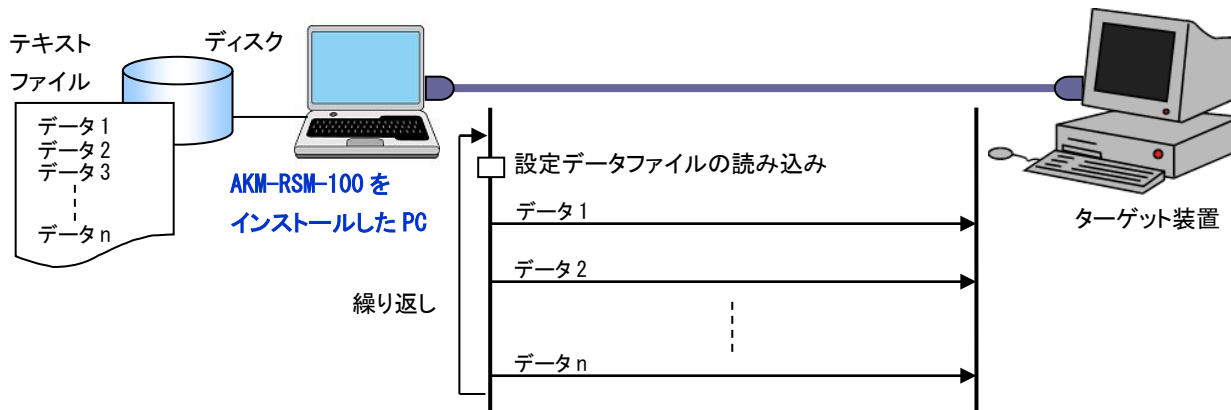 テキスト
ファイル
ディスク
データ1
データ2
データ3
データn
AKM-RSM-100 を
インストールした PC
設定データファイルの読み込み
データ1
データ2
繰り返し
データn
ターゲット装置